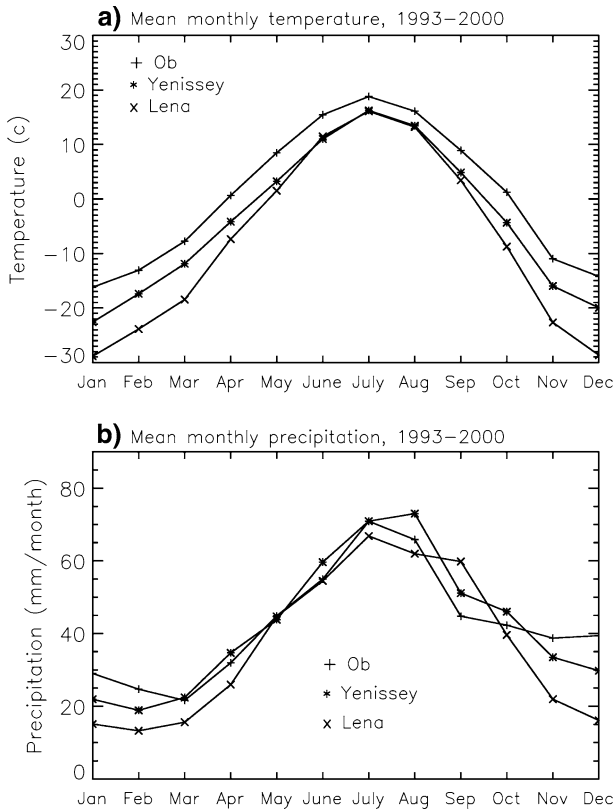 a) Mean monthly temperature, 1993-2000
30
20
10
0
-10
-20
-30
Temperature (c)
+ Ob
* Yenissey
× Lena
Jan Feb Mar Apr May June July Aug Sep Oct Nov Dec
b) Mean monthly precipitation, 1993-2000
80
60
40
20
0
Precipitation (mm/month)
+ Ob
* Yenissey
× Lena
Jan Feb Mar Apr May June July Aug Sep Oct Nov Dec